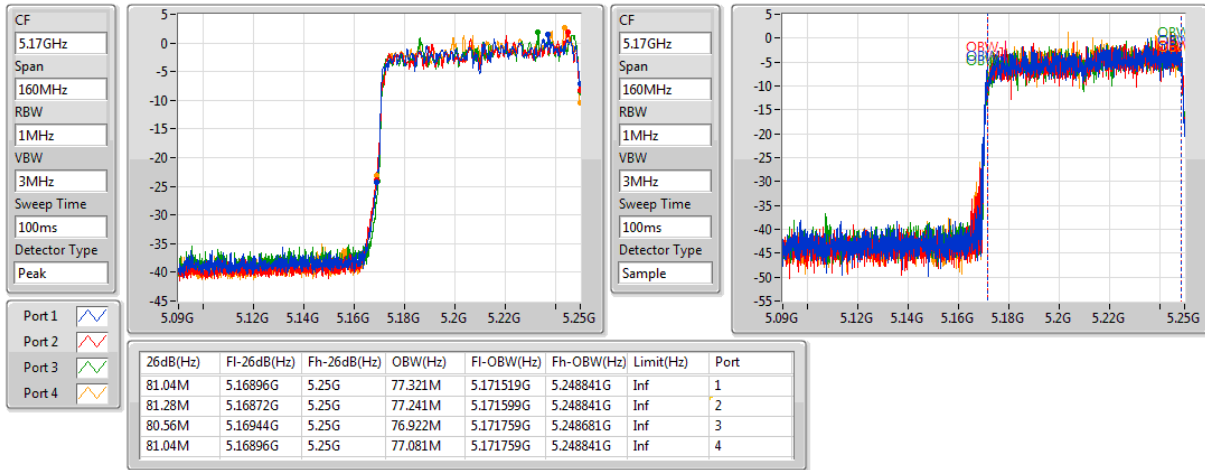 CF
5.17GHz
Span
160MHz
RBW
1MHz
VBW
3MHz
Sweep Time
100ms
Detector Type
Peak
5
0
-5
-10
-15
-20
-25
-30
-35
-40
-45
5.09G 5.12G 5.14G 5.16G 5.18G 5.2G 5.22G 5.25G
CF
5.17GHz
Span
160MHz
RBW
1MHz
VBW
3MHz
Sweep Time
100ms
Detector Type
Sample
5
0
-5
-10
-15
-20
-25
-30
-35
-40
-45
-50
-55
OBW
OBW
5.09G 5.12G 5.14G 5.16G 5.18G 5.2G 5.22G 5.25G
Port 1
Port 2
Port 3
Port 4
26dB(Hz) Fl-26dB(Hz) Fh-26dB(Hz) OBW(Hz) Fl-OBW(Hz) Fh-OBW(Hz) Limit(Hz) Port
81.04M 5.16896G 5.25G 77.321M 5.171519G 5.248841G Inf 1
81.28M 5.16872G 5.25G 77.241M 5.171599G 5.248841G Inf 2
80.56M 5.16944G 5.25G 76.922M 5.171759G 5.248681G Inf 3
81.04M 5.16896G 5.25G 77.081M 5.171759G 5.248841G Inf 4